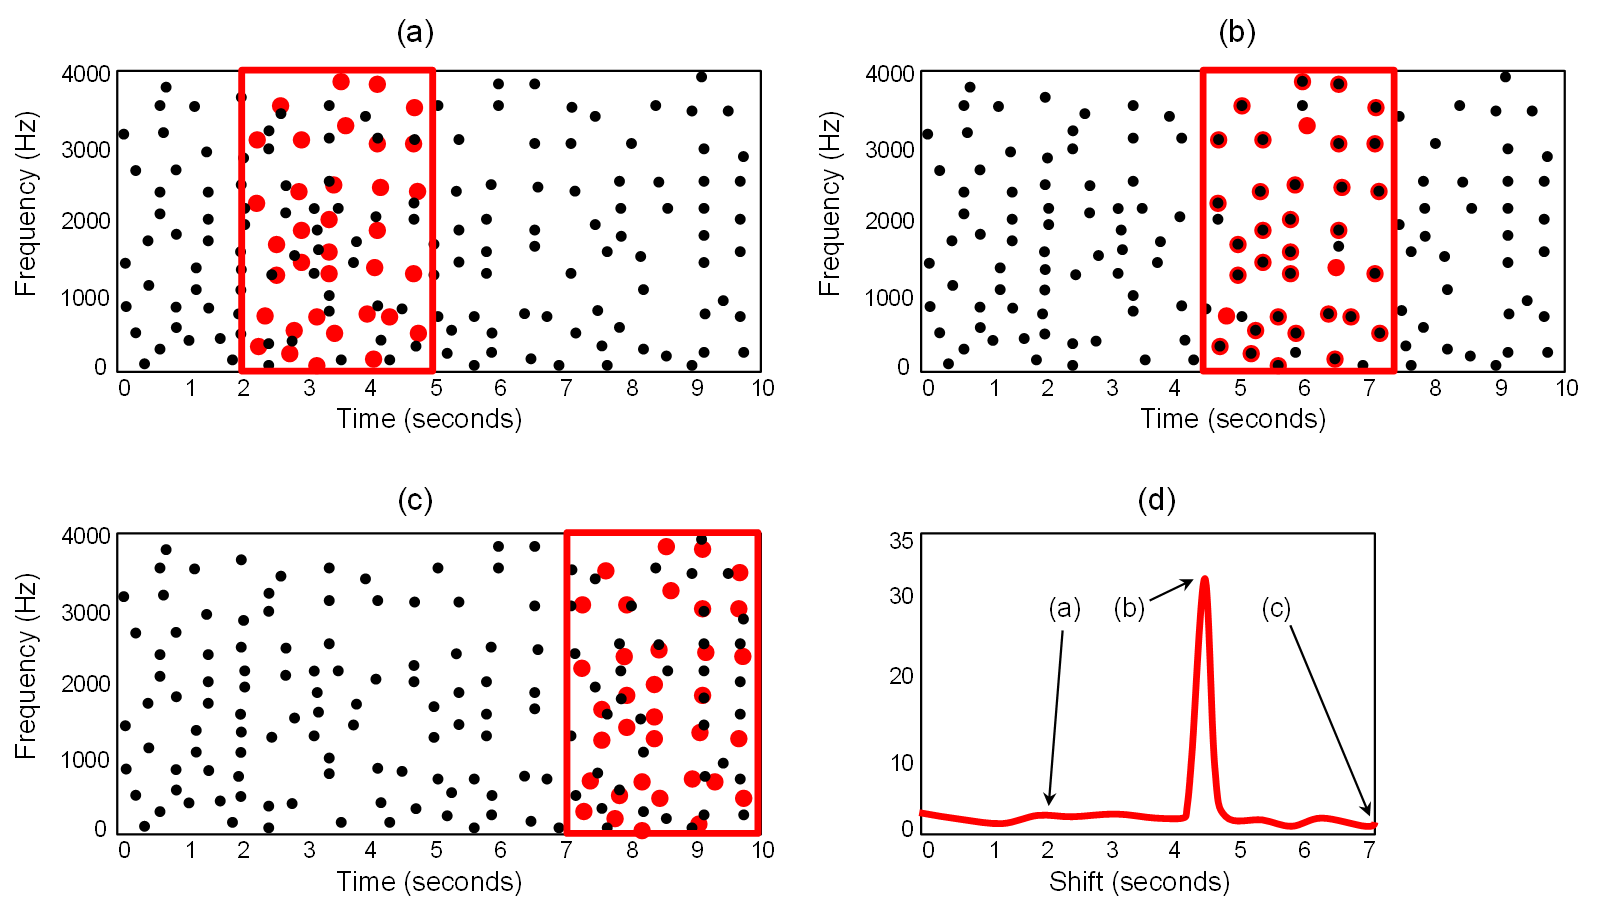 (a)
4000
3000
2000
1000
0
Frequency (Hz)
0 1 2 3 4 5 6 7 8 9 10
Time (seconds)
(b)
4000
3000
2000
1000
0
Frequency (Hz)
0 1 2 3 4 5 6 7 8 9 10
Time (seconds)
(c)
4000
3000
2000
1000
0
Frequency (Hz)
0 1 2 3 4 5 6 7 8 9 10
Time (seconds)
(d)
35
30
20
10
0
(a) (b) (c)
0 1 2 3 4 5 6 7
Shift (seconds)